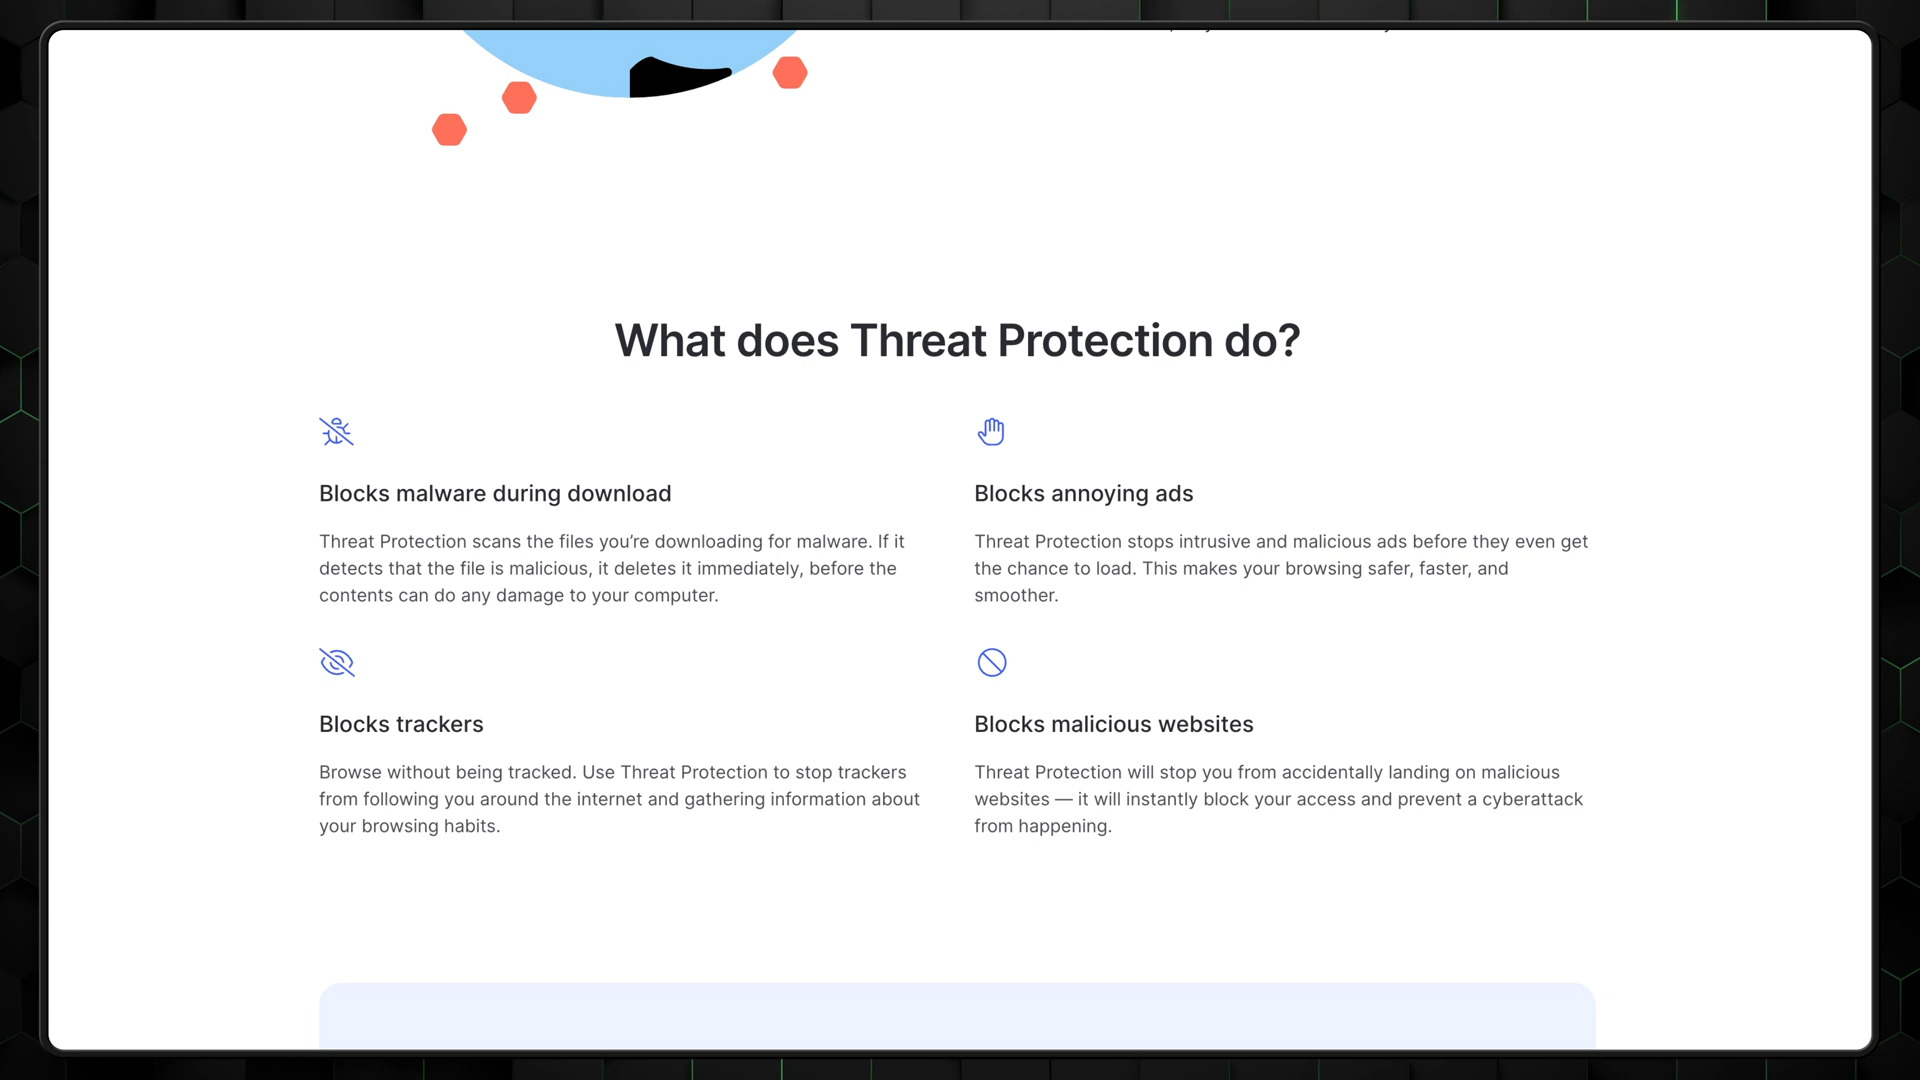 What does Threat Protection do?
Blocks malware during download
Threat Protection scans the files you’re downloading for malware. If it
detects that the file is malicious, it deletes it immediately, before the
contents can do any damage to your computer.
Blocks annoying ads
Threat Protection stops intrusive and malicious ads before they even get
the chance to load. This makes your browsing safer, faster, and
smoother.
Blocks trackers
Browse without being tracked. Use Threat Protection to stop trackers
from following you around the internet and gathering information about
your browsing habits.
Blocks malicious websites
Threat Protection will stop you from accidentally landing on malicious
websites — it will instantly block your access and prevent a cyberattack
from happening.